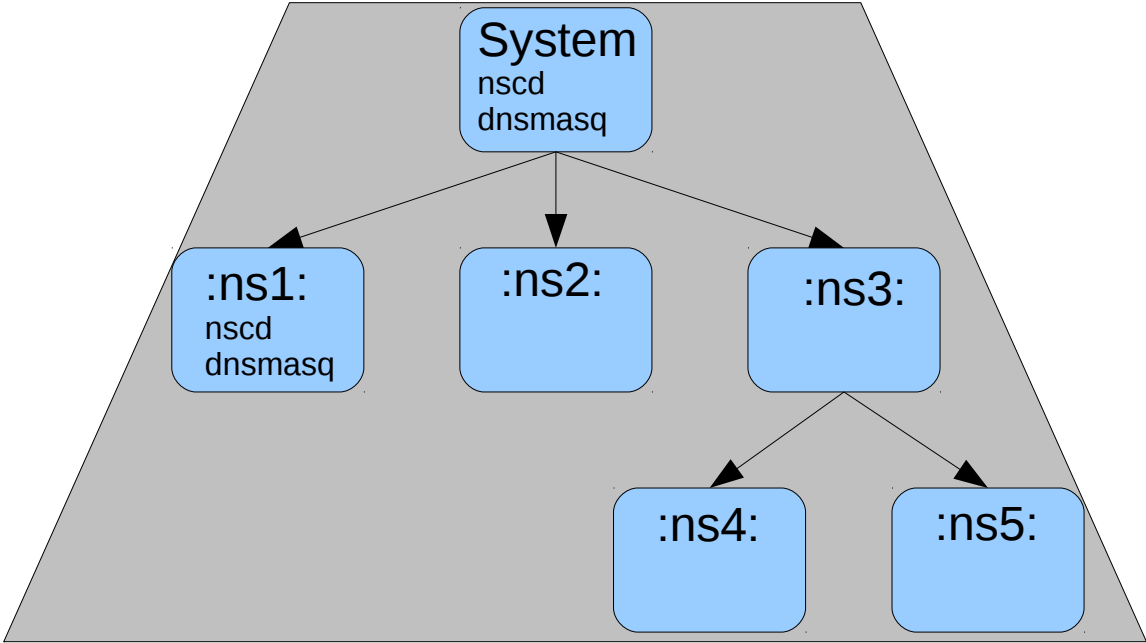 System
nscd
dnsmasq
:ns1:
nscd
dnsmasq
:ns2:
:ns3:
:ns4:
:ns5: